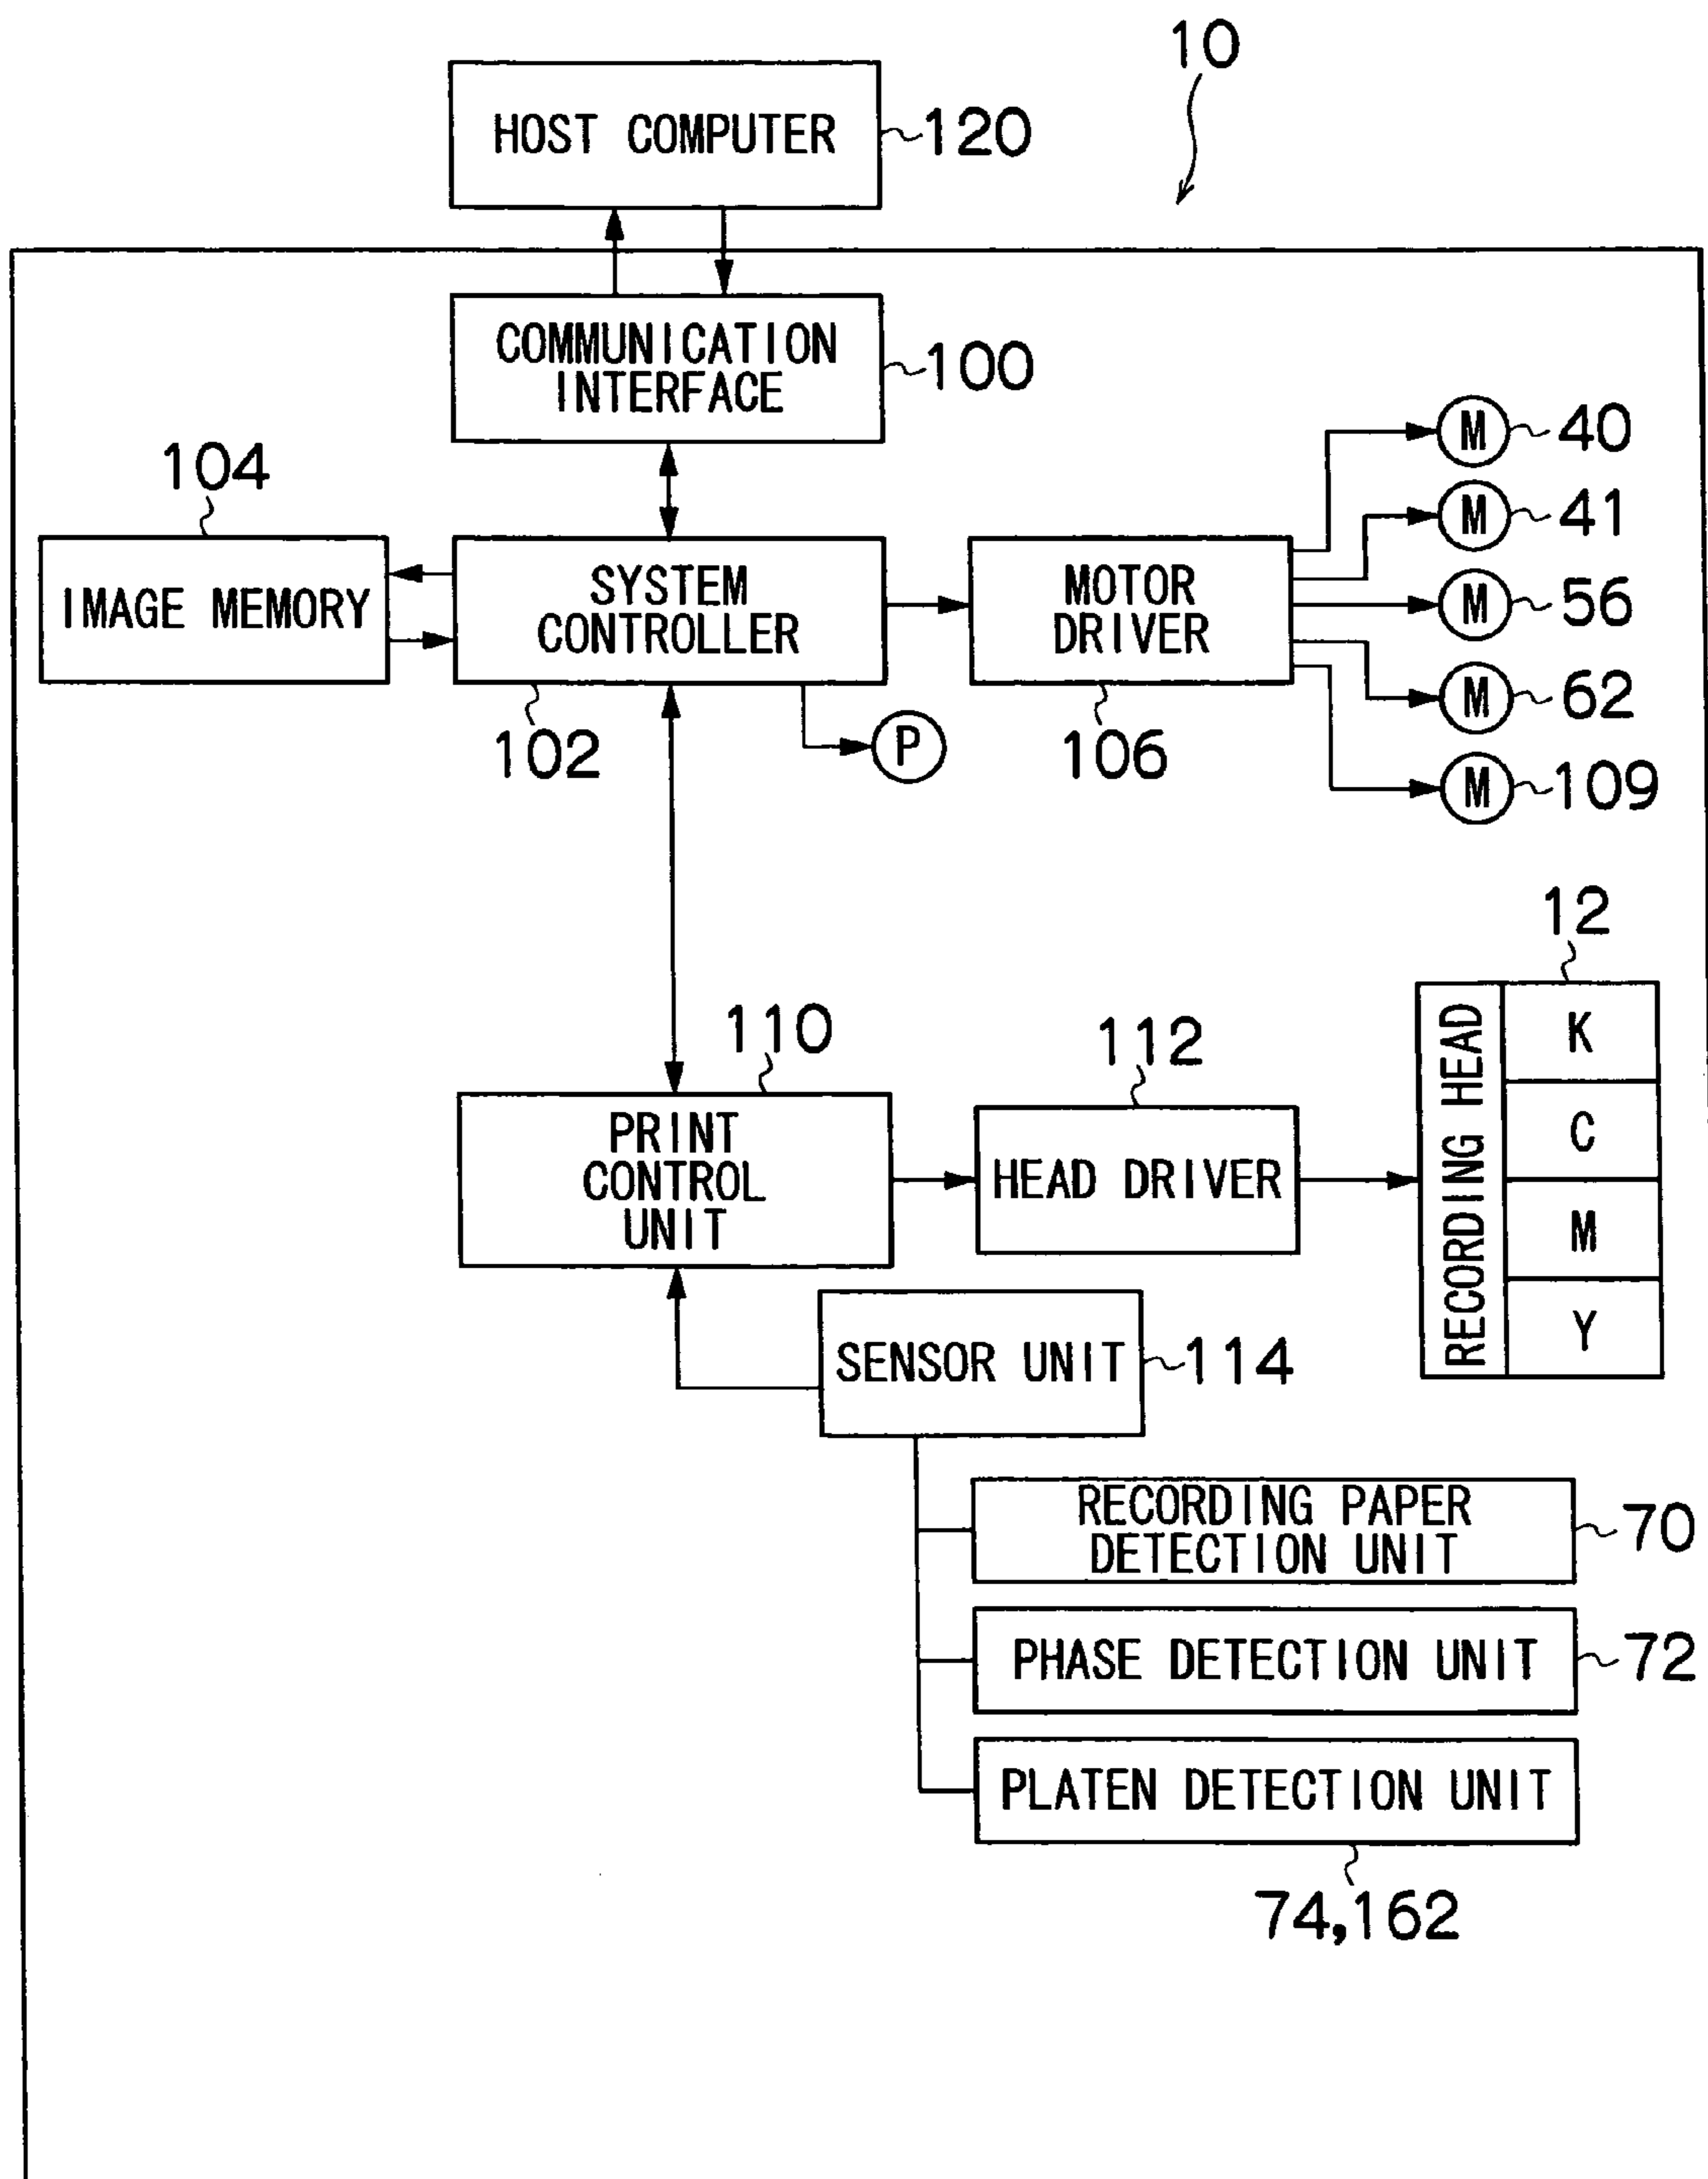 10
HOST COMPUTER
120
COMMUNICATION
INTERFACE
100
M
40
104
M
41
IMAGE MEMORY
SYSTEM
CONTROLLER
MOTOR
DRIVER
M
56
M
62
102
P
106
M
109
12
110
112
RECORDING HEAD
K
C
M
Y
PRINT
CONTROL
UNIT
HEAD DRIVER
SENSOR UNIT
114
RECORDING PAPER
DETECTION UNIT
70
PHASE DETECTION UNIT
72
PLATEN DETECTION UNIT
74,162